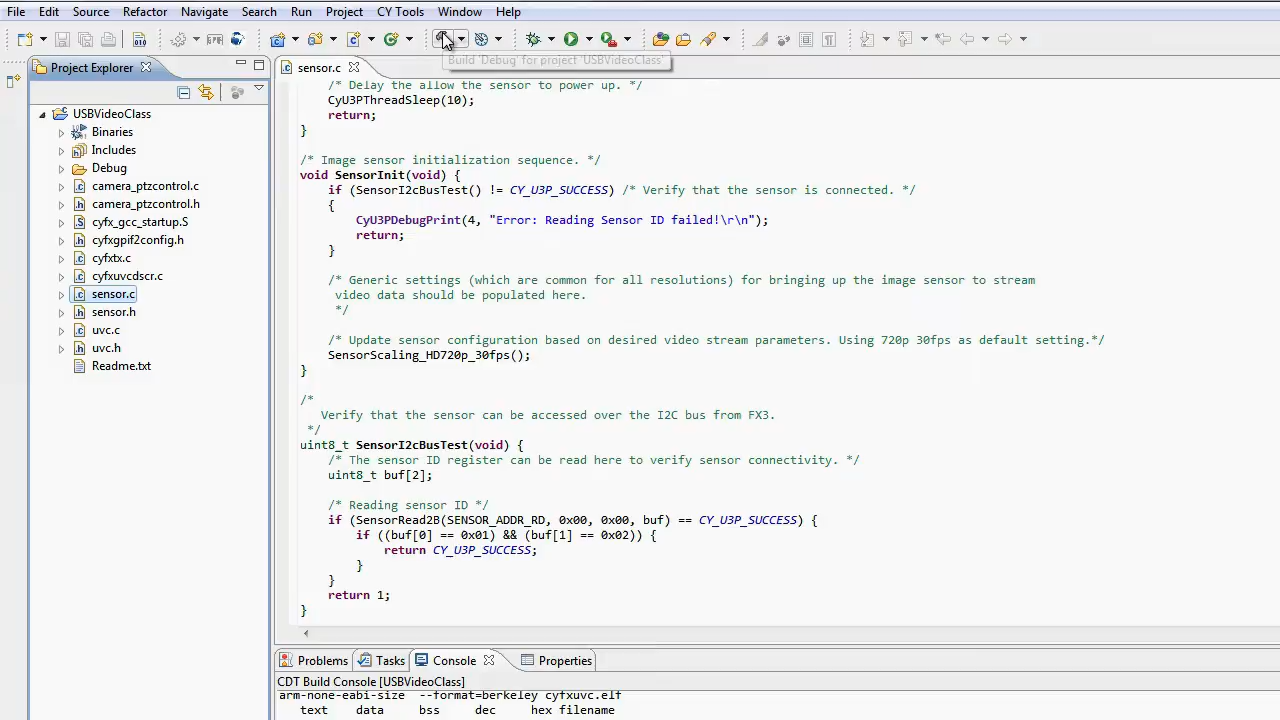 File Edit Source Refactor Navigate Search Run Project CY Tools Window Help
Build 'Debug' for project 'USBVideoClass'
Project Explorer
USBVideoClass
Binaries
Includes
Debug
camera_ptzcontrol.c
camera_ptzcontrol.h
cyfx_gcc_startup.S
cyfxgpif2config.h
cyfxtx.c
cyfxuvcdscr.c
sensor.c
sensor.h
uvc.c
uvc.h
Readme.txt
sensor.c
/* Delay the allow the sensor to power up. */
CyU3PThreadSleep(10);
return;
}
/* Image sensor initialization sequence. */
void SensorInit(void) {
if (SensorI2cBusTest() != CY_U3P_SUCCESS) /* Verify that the sensor is connected. */
{
CyU3PDebugPrint(4, "Error: Reading Sensor ID failed!\r\n");
return;
}
/* Generic settings (which are common for all resolutions) for bringing up the image sensor to stream
video data should be populated here.
*/
/* Update sensor configuration based on desired video stream parameters. Using 720p 30fps as default setting.*/
SensorScaling_HD720p_30fps();
}
/*
Verify that the sensor can be accessed over the I2C bus from FX3.
*/
uint8_t SensorI2cBusTest(void) {
/* The sensor ID register can be read here to verify sensor connectivity. */
uint8_t buf[2];
/* Reading sensor ID */
if (SensorRead2B(SENSOR_ADDR_RD, 0x00, 0x00, buf) == CY_U3P_SUCCESS) {
if ((buf[0] == 0x01) && (buf[1] == 0x02)) {
return CY_U3P_SUCCESS;
}
}
return 1;
}
Problems Tasks Console Properties
CDT Build Console [USBVideoClass]
arm-none-eabi-size --format=berkeley cyfxuvc.elf
text data bss dec hex filename